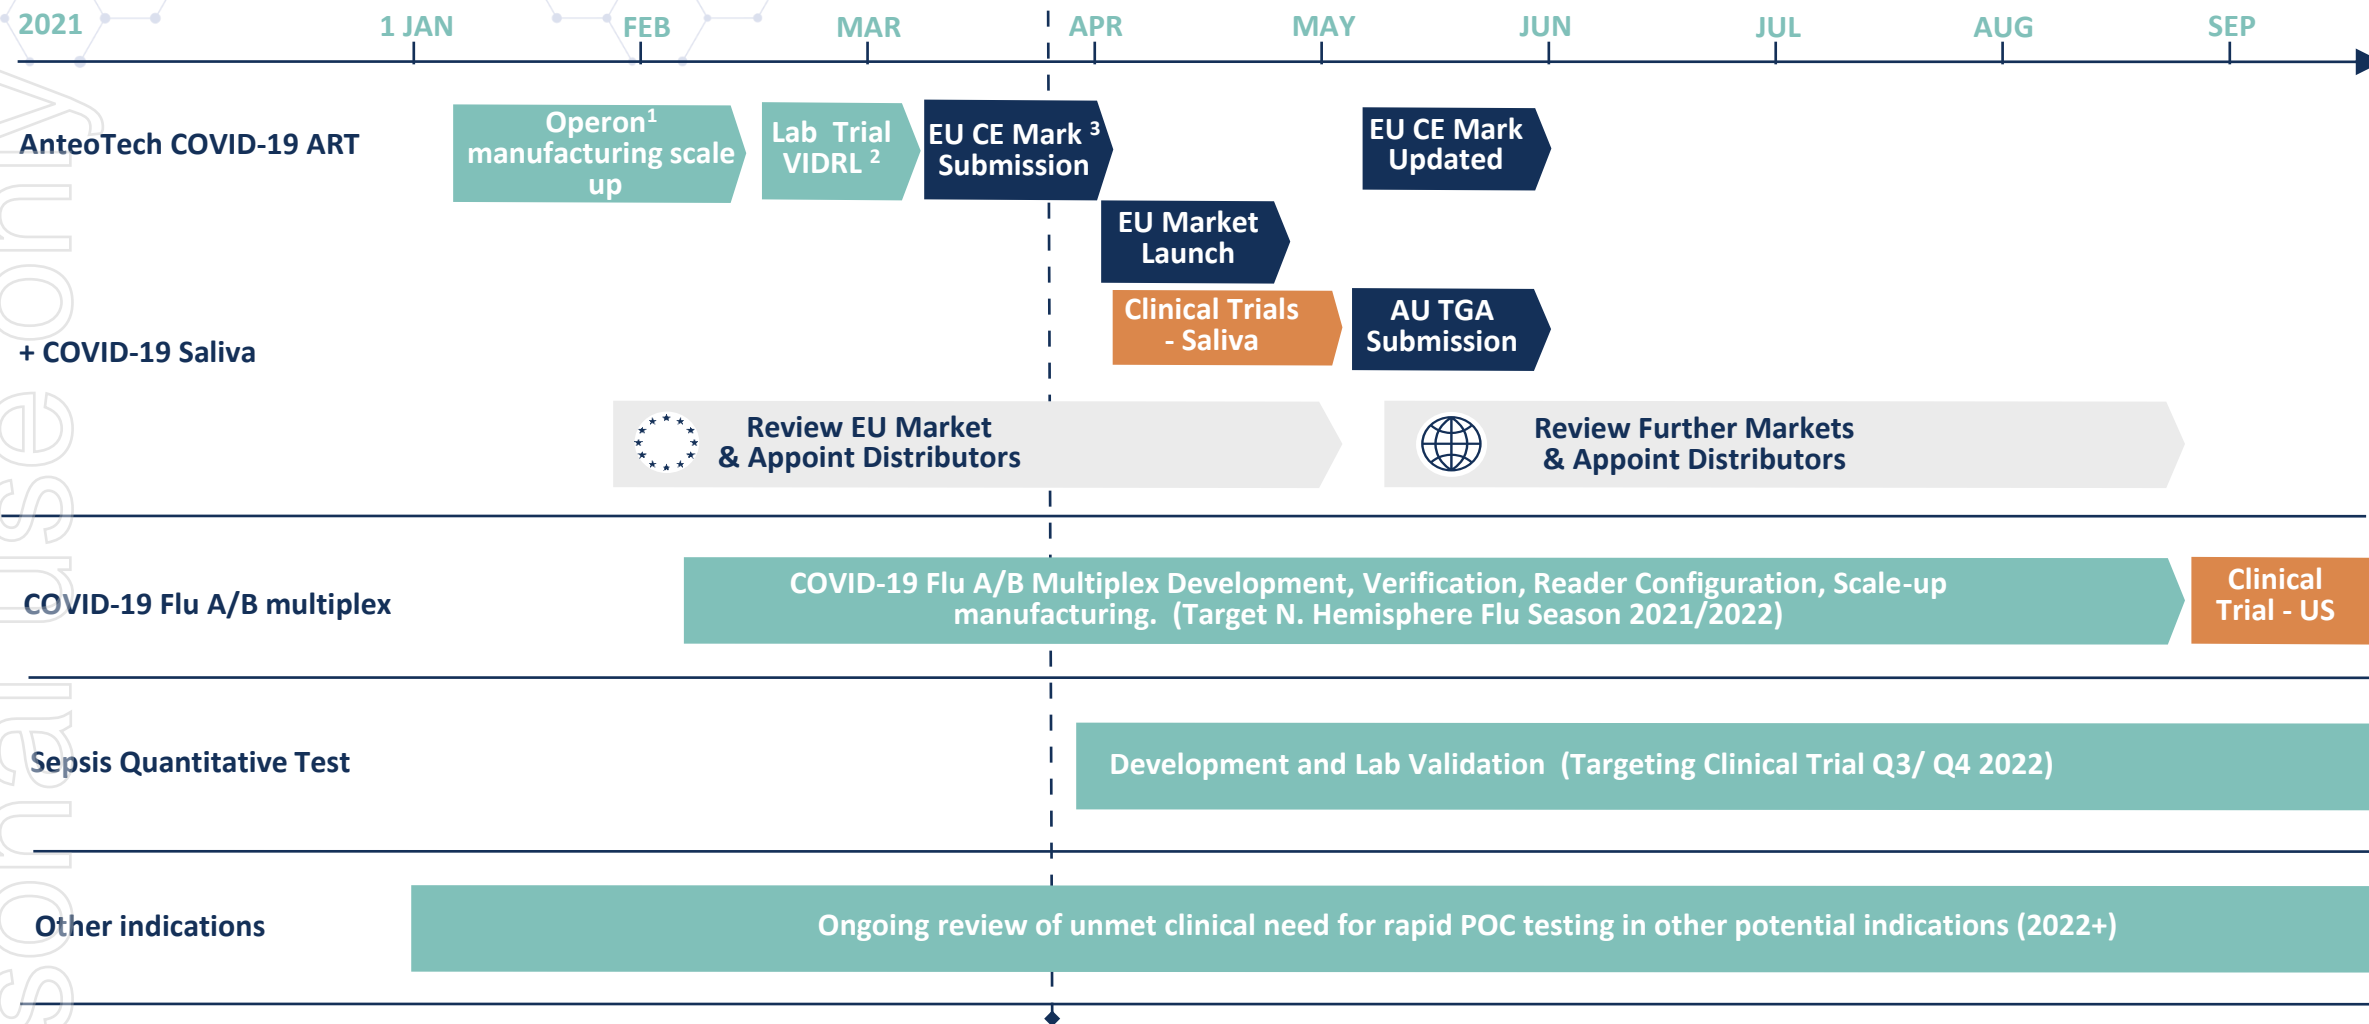 2021
1 JAN
FEB
MAR
APR
MAY
JUN
JUL
AUG
SEP
AnteoTech COVID-19 ART
Operon¹
manufacturing scale
up
Lab Trial
VIDRL ²
EU CE Mark ³
Submission
EU CE Mark
Updated
EU Market
Launch
+ COVID-19 Saliva
Clinical Trials
- Saliva
AU TGA
Submission
Review EU Market
& Appoint Distributors
Review Further Markets
& Appoint Distributors
COVID-19 Flu A/B multiplex
COVID-19 Flu A/B Multiplex Development, Verification, Reader Configuration, Scale-up
manufacturing. (Target N. Hemisphere Flu Season 2021/2022)
Clinical
Trial - US
Sepsis Quantitative Test
Development and Lab Validation (Targeting Clinical Trial Q3/ Q4 2022)
Other indications
Ongoing review of unmet clinical need for rapid POC testing in other potential indications (2022+)
sonal use only